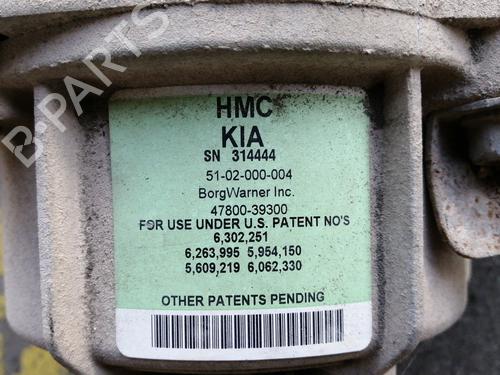 HMC
KIA
SN 314444
51-02-000-004
BorgWarner Inc.
47800-39300
FOR USE UNDER U.S. PATENT NO'S
6,302,251
6,263,995 5,954,150
5,609,219 6,062,330
OTHER PATENTS PENDING
B-PARTS